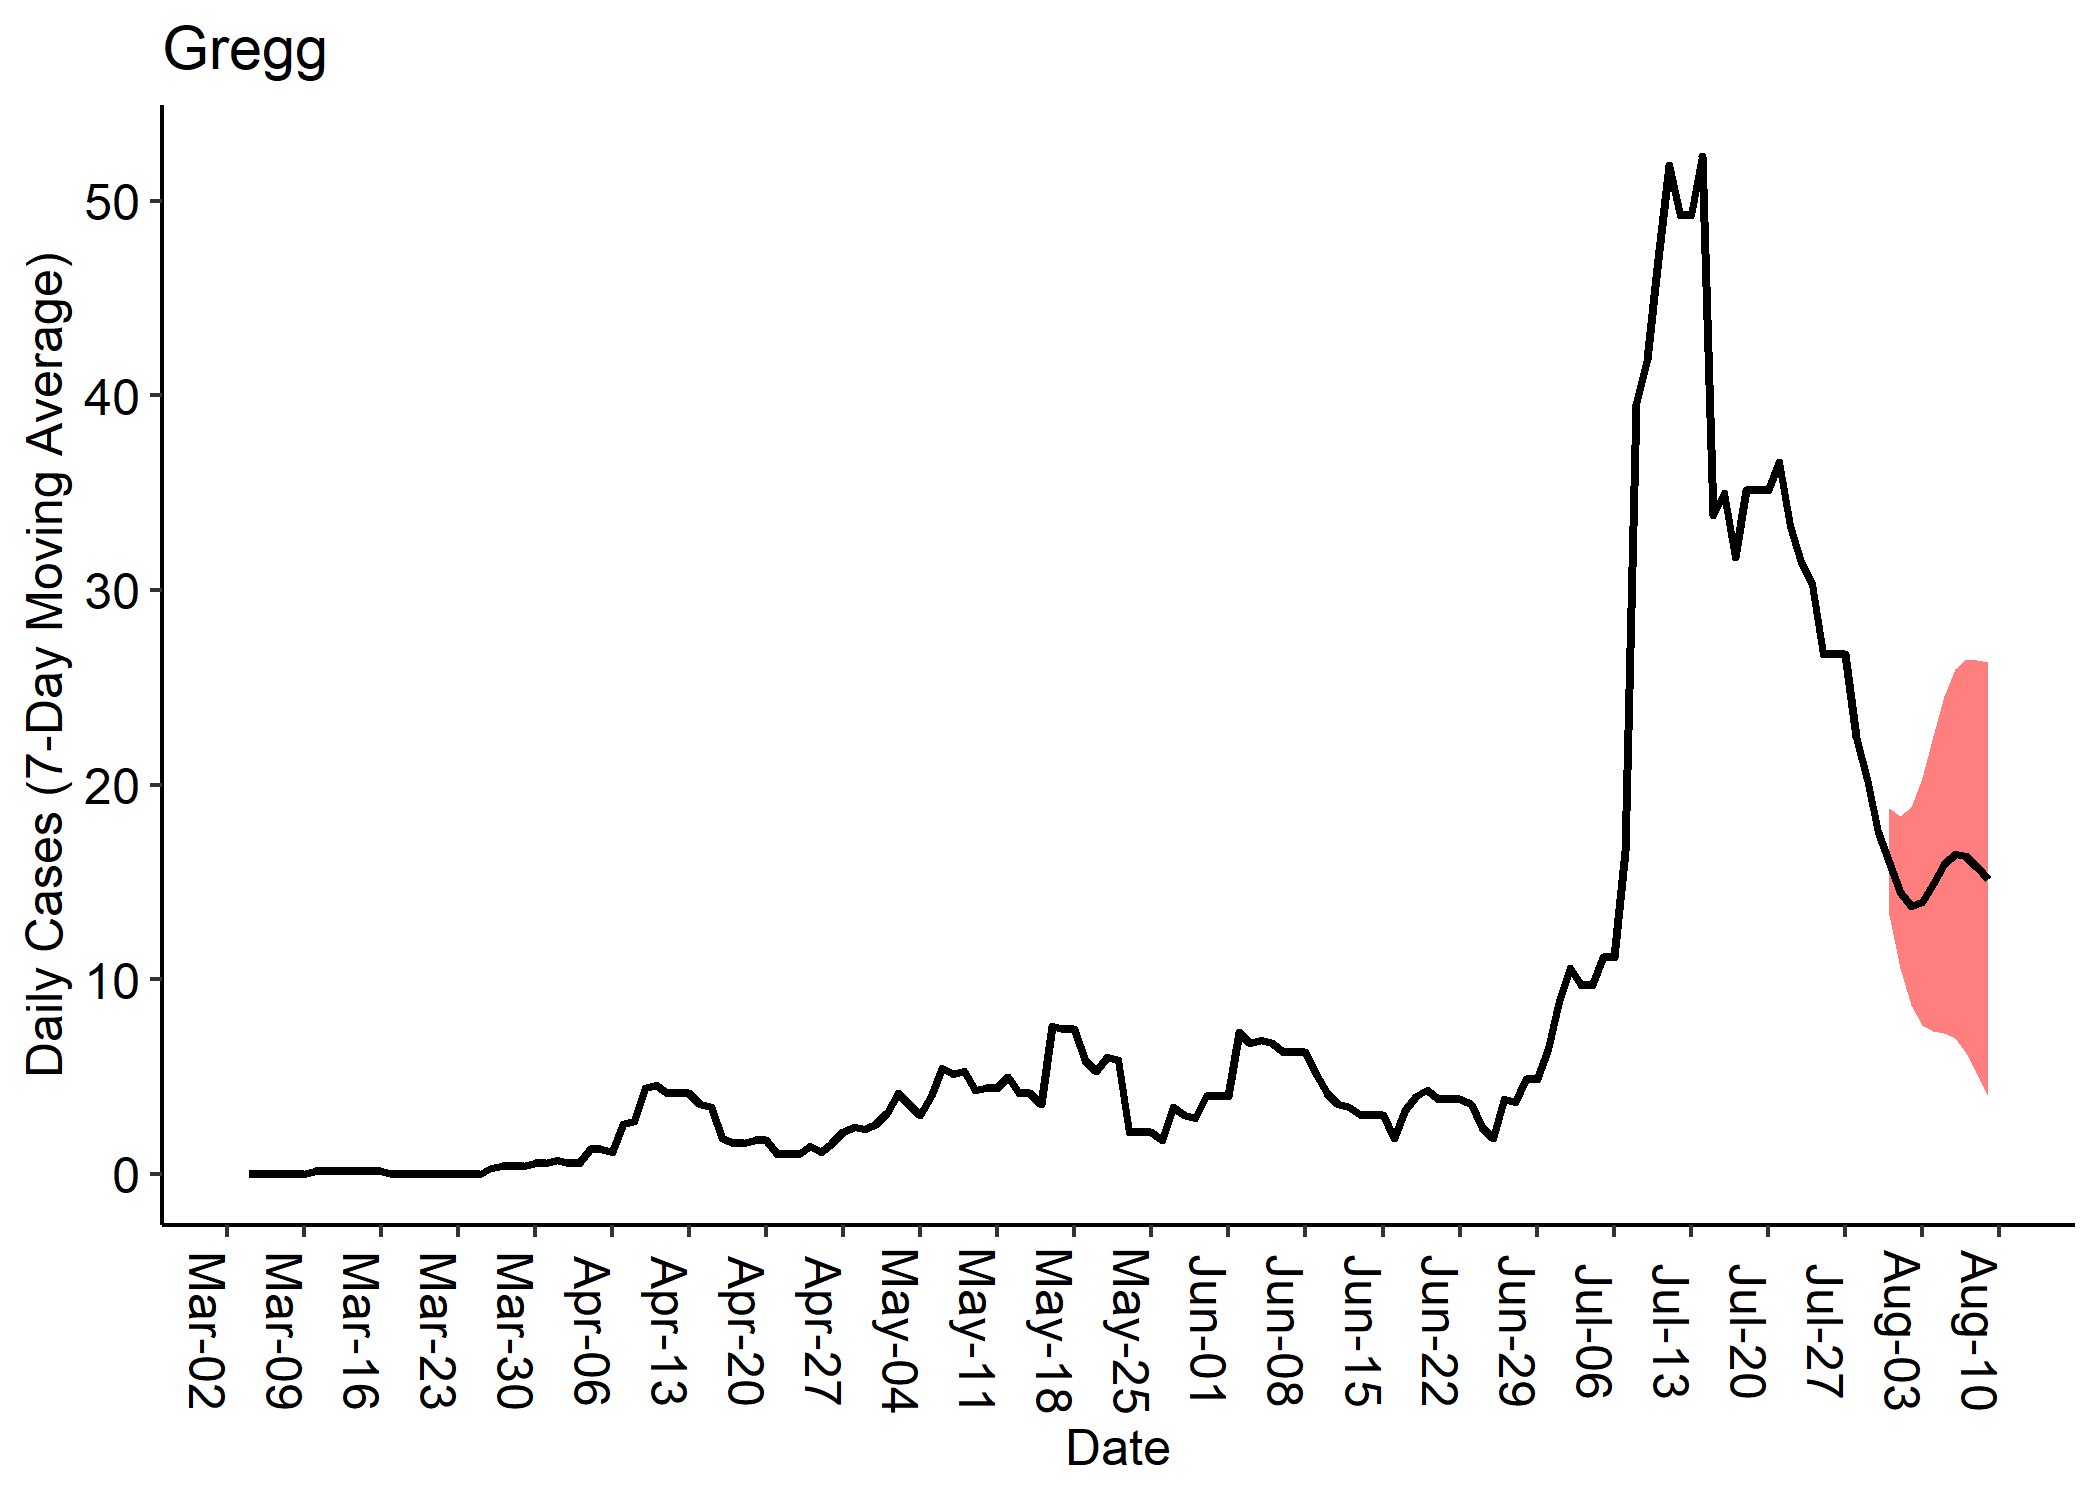 Gregg
Daily Cases (7-Day Moving Average)
50
40
30
20
10
0
Mar-02
Mar-09
Mar-16
Mar-23
Mar-30
Apr-06
Apr-13
Apr-20
Apr-27
May-04
May-11
May-18
May-25
Jun-01
Jun-08
Jun-15
Jun-22
Jun-29
Jul-06
Jul-13
Jul-20
Jul-27
Aug-03
Aug-10
Date